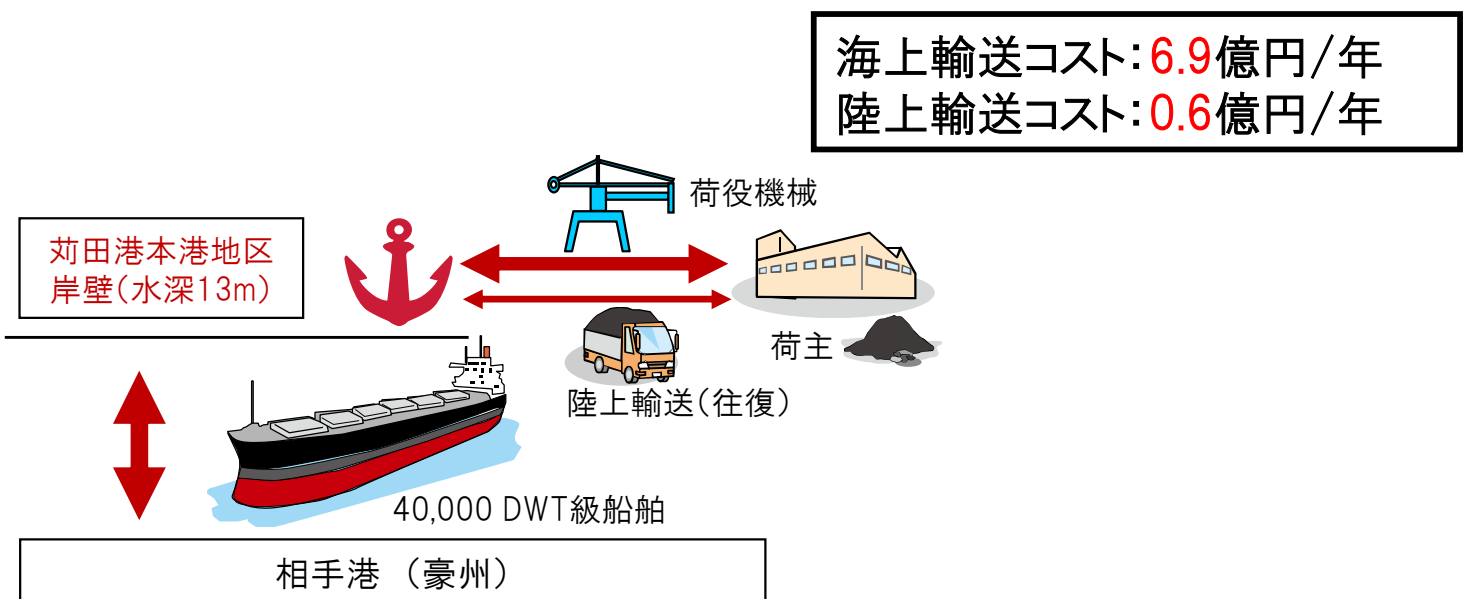 海上輸送コスト：6.9億円/年
陸上輸送コスト：0.6億円/年
荷役機械
苅田港本港地区
岸壁（水深13m）
荷主
陸上輸送（往復）
40,000 DWT級船舶
相手港 （豪州）